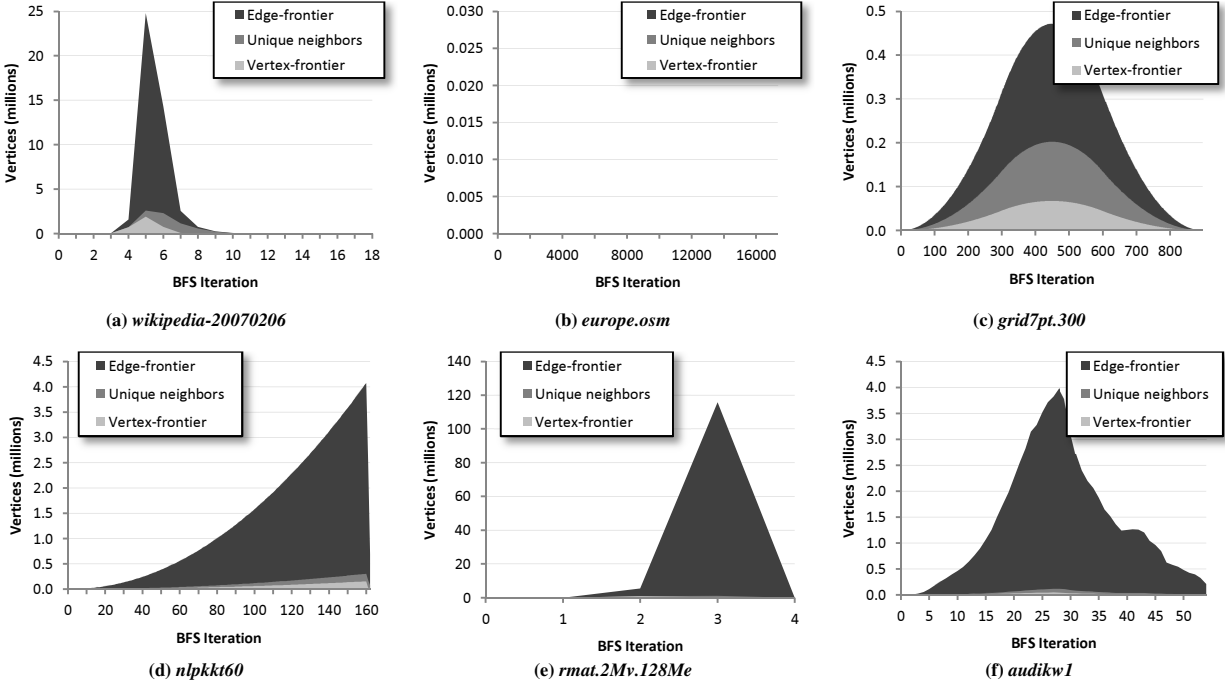 25
20
15
10
5
0
Vertices (millions)
Edge-frontier
Unique neighbors
Vertex-frontier
0 2 4 6 8 10 12 14 16 18
BFS Iteration
(a) wikipedia-20070206
0.030
0.025
0.020
0.015
0.010
0.005
0.000
Vertices (millions)
Edge-frontier
Unique neighbors
Vertex-frontier
0 4000 8000 12000 16000
BFS Iteration
(b) europe.osm
0.5
0.4
0.3
0.2
0.1
0.0
Vertices (millions)
Edge-frontier
Unique neighbors
Vertex-frontier
0 100 200 300 400 500 600 700 800
BFS Iteration
(c) grid7pt.300
4.5
4.0
3.5
3.0
2.5
2.0
1.5
1.0
0.5
0.0
Vertices (millions)
Edge-frontier
Unique neighbors
Vertex-frontier
0 20 40 60 80 100 120 140 160
BFS Iteration
(d) nlpkkt60
140
120
100
80
60
40
20
0
Vertices (millions)
Edge-frontier
Unique neighbors
Vertex-frontier
0 1 2 3 4
BFS Iteration
(e) rmat.2Mv.128Me
4.5
4.0
3.5
3.0
2.5
2.0
1.5
1.0
0.5
0.0
Vertices (millions)
Edge-frontier
Unique neighbors
Vertex-frontier
0 5 10 15 20 25 30 35 40 45 50
BFS Iteration
(f) audikw1